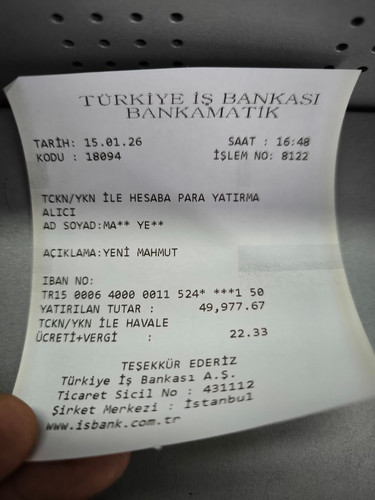 TÜRKİYE İŞ BANKASI
BANKAMATİK
TARİH: 15.01.26 SAAT : 16:48
KODU : 18094 İŞLEM NO: 8122
TCKN/YKN İLE HESABA PARA YATIRMA
ALICI
AD SOYAD:MA** YE**
AÇIKLAMA:YENİ MAHMUT
IBAN NO:
TR15 0006 4000 0011 524* ***1 50
YATIRILAN TUTAR : 49,977.67
TCKN/YKN İLE HAVALE
ÜCRETİ+VERGİ : 22.33
TEŞEKKÜR EDERİZ
Türkiye İş Bankası A.Ş.
Ticaret Sicil No : 431112
Şirket Merkezi : İstanbul
www.isbank.com.tr